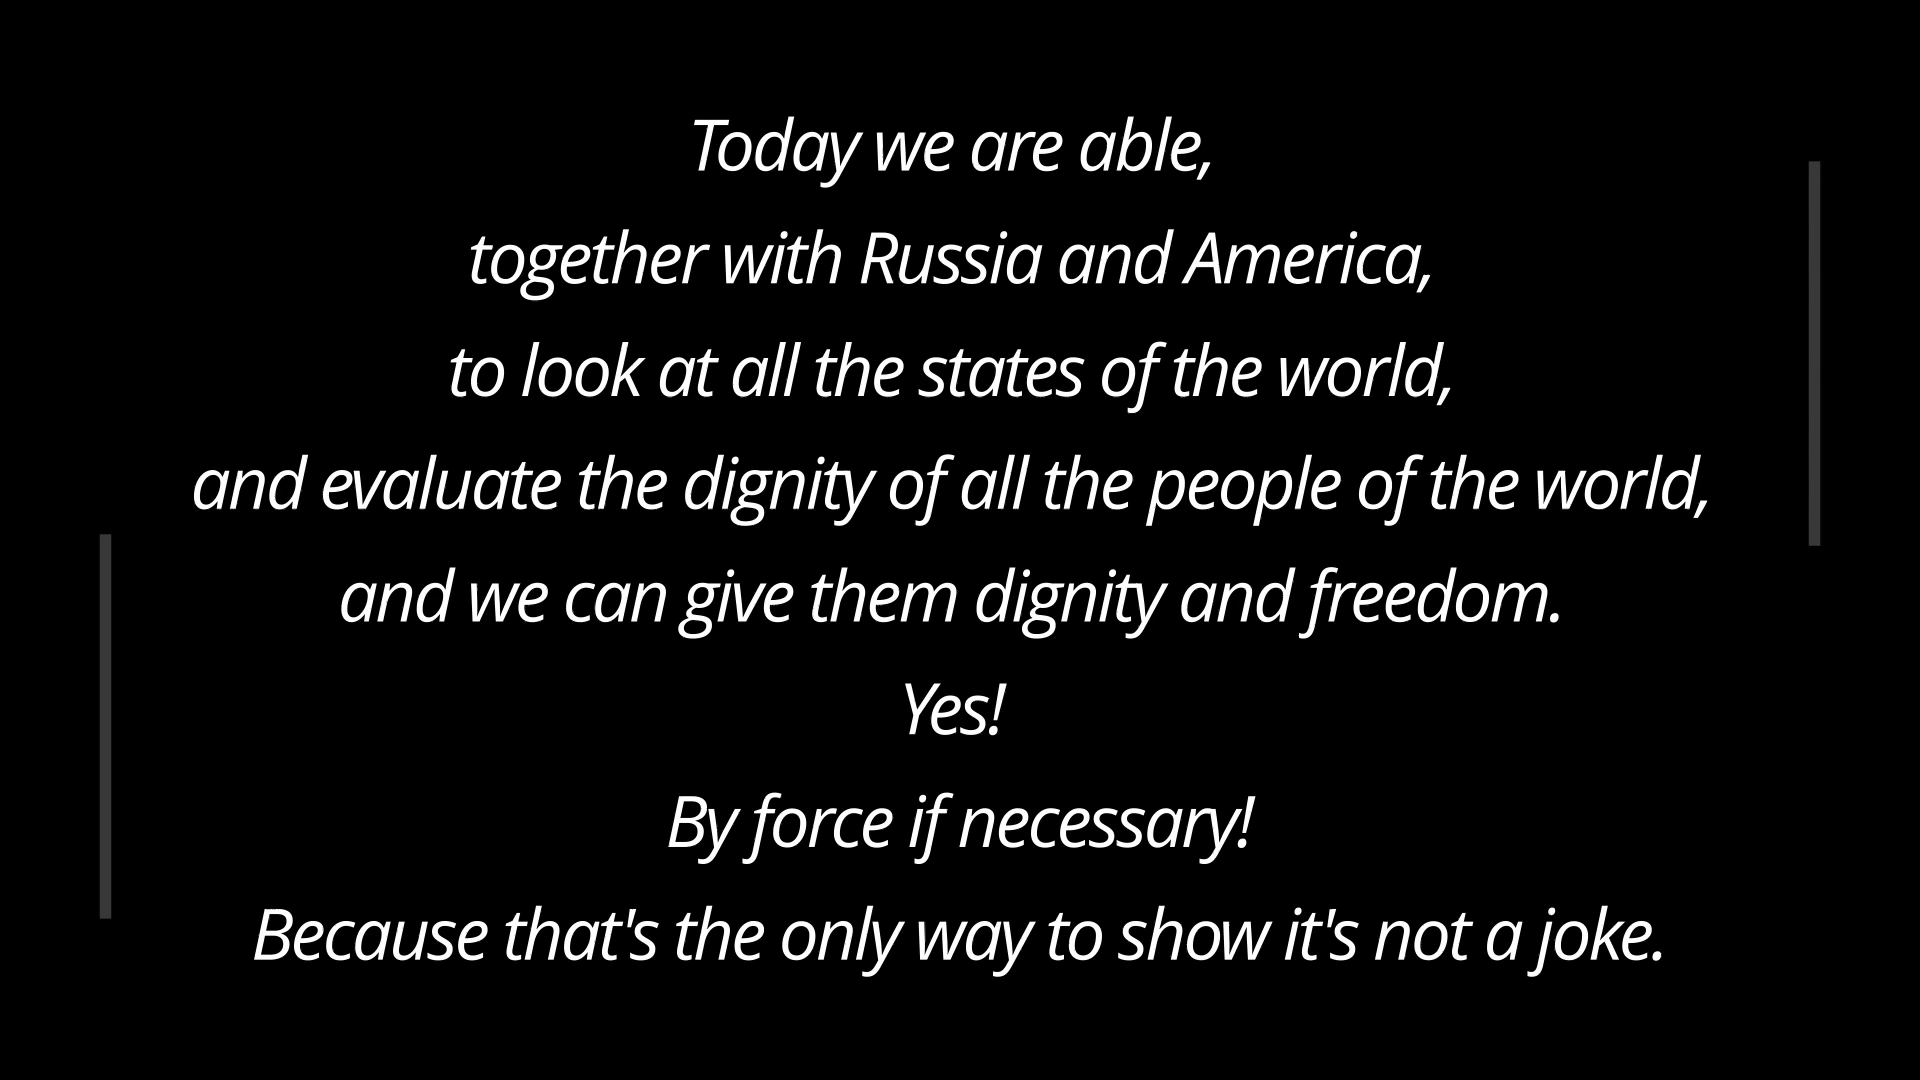 Today we are able,
together with Russia and America,
to look at all the states of the world,
and evaluate the dignity of all the people of the world,
and we can give them dignity and freedom.
Yes!
By force if necessary!
Because that's the only way to show it's not a joke.